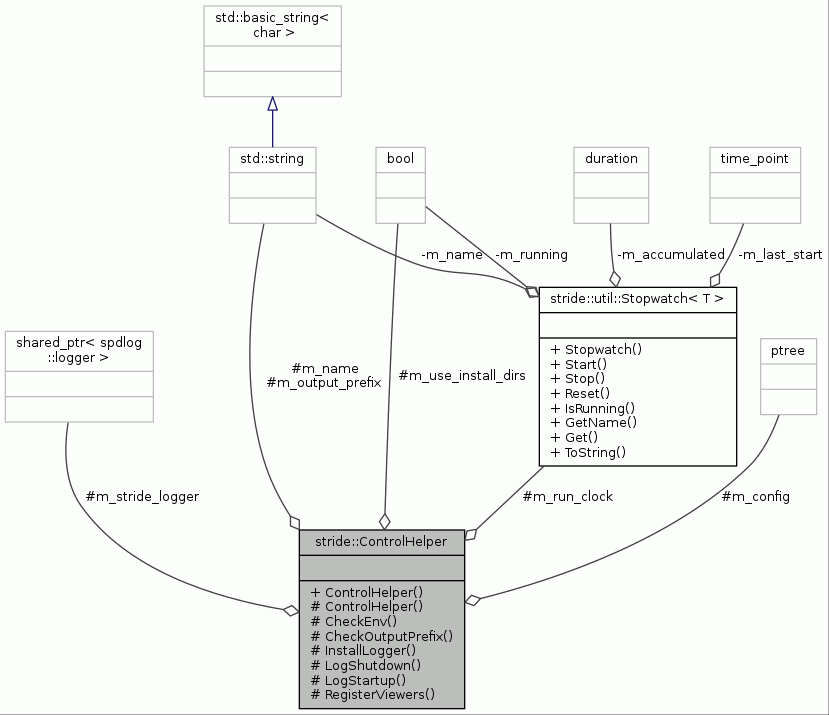 std::basic_string<
char >
std::string
bool
duration
time_point
-m_name
-m_running
-m_accumulated
-m_last_start
stride::util::Stopwatch< T >
+ Stopwatch()
+ Start()
+ Stop()
+ Reset()
+ IsRunning()
+ GetName()
+ Get()
+ ToString()
shared_ptr< spdlog
::logger >
ptree
#m_name
#m_output_prefix
#m_use_install_dirs
#m_stride_logger
#m_run_clock
#m_config
stride::ControlHelper
+ ControlHelper()
# ControlHelper()
# CheckEnv()
# CheckOutputPrefix()
# InstallLogger()
# LogShutdown()
# LogStartup()
# RegisterViewers()